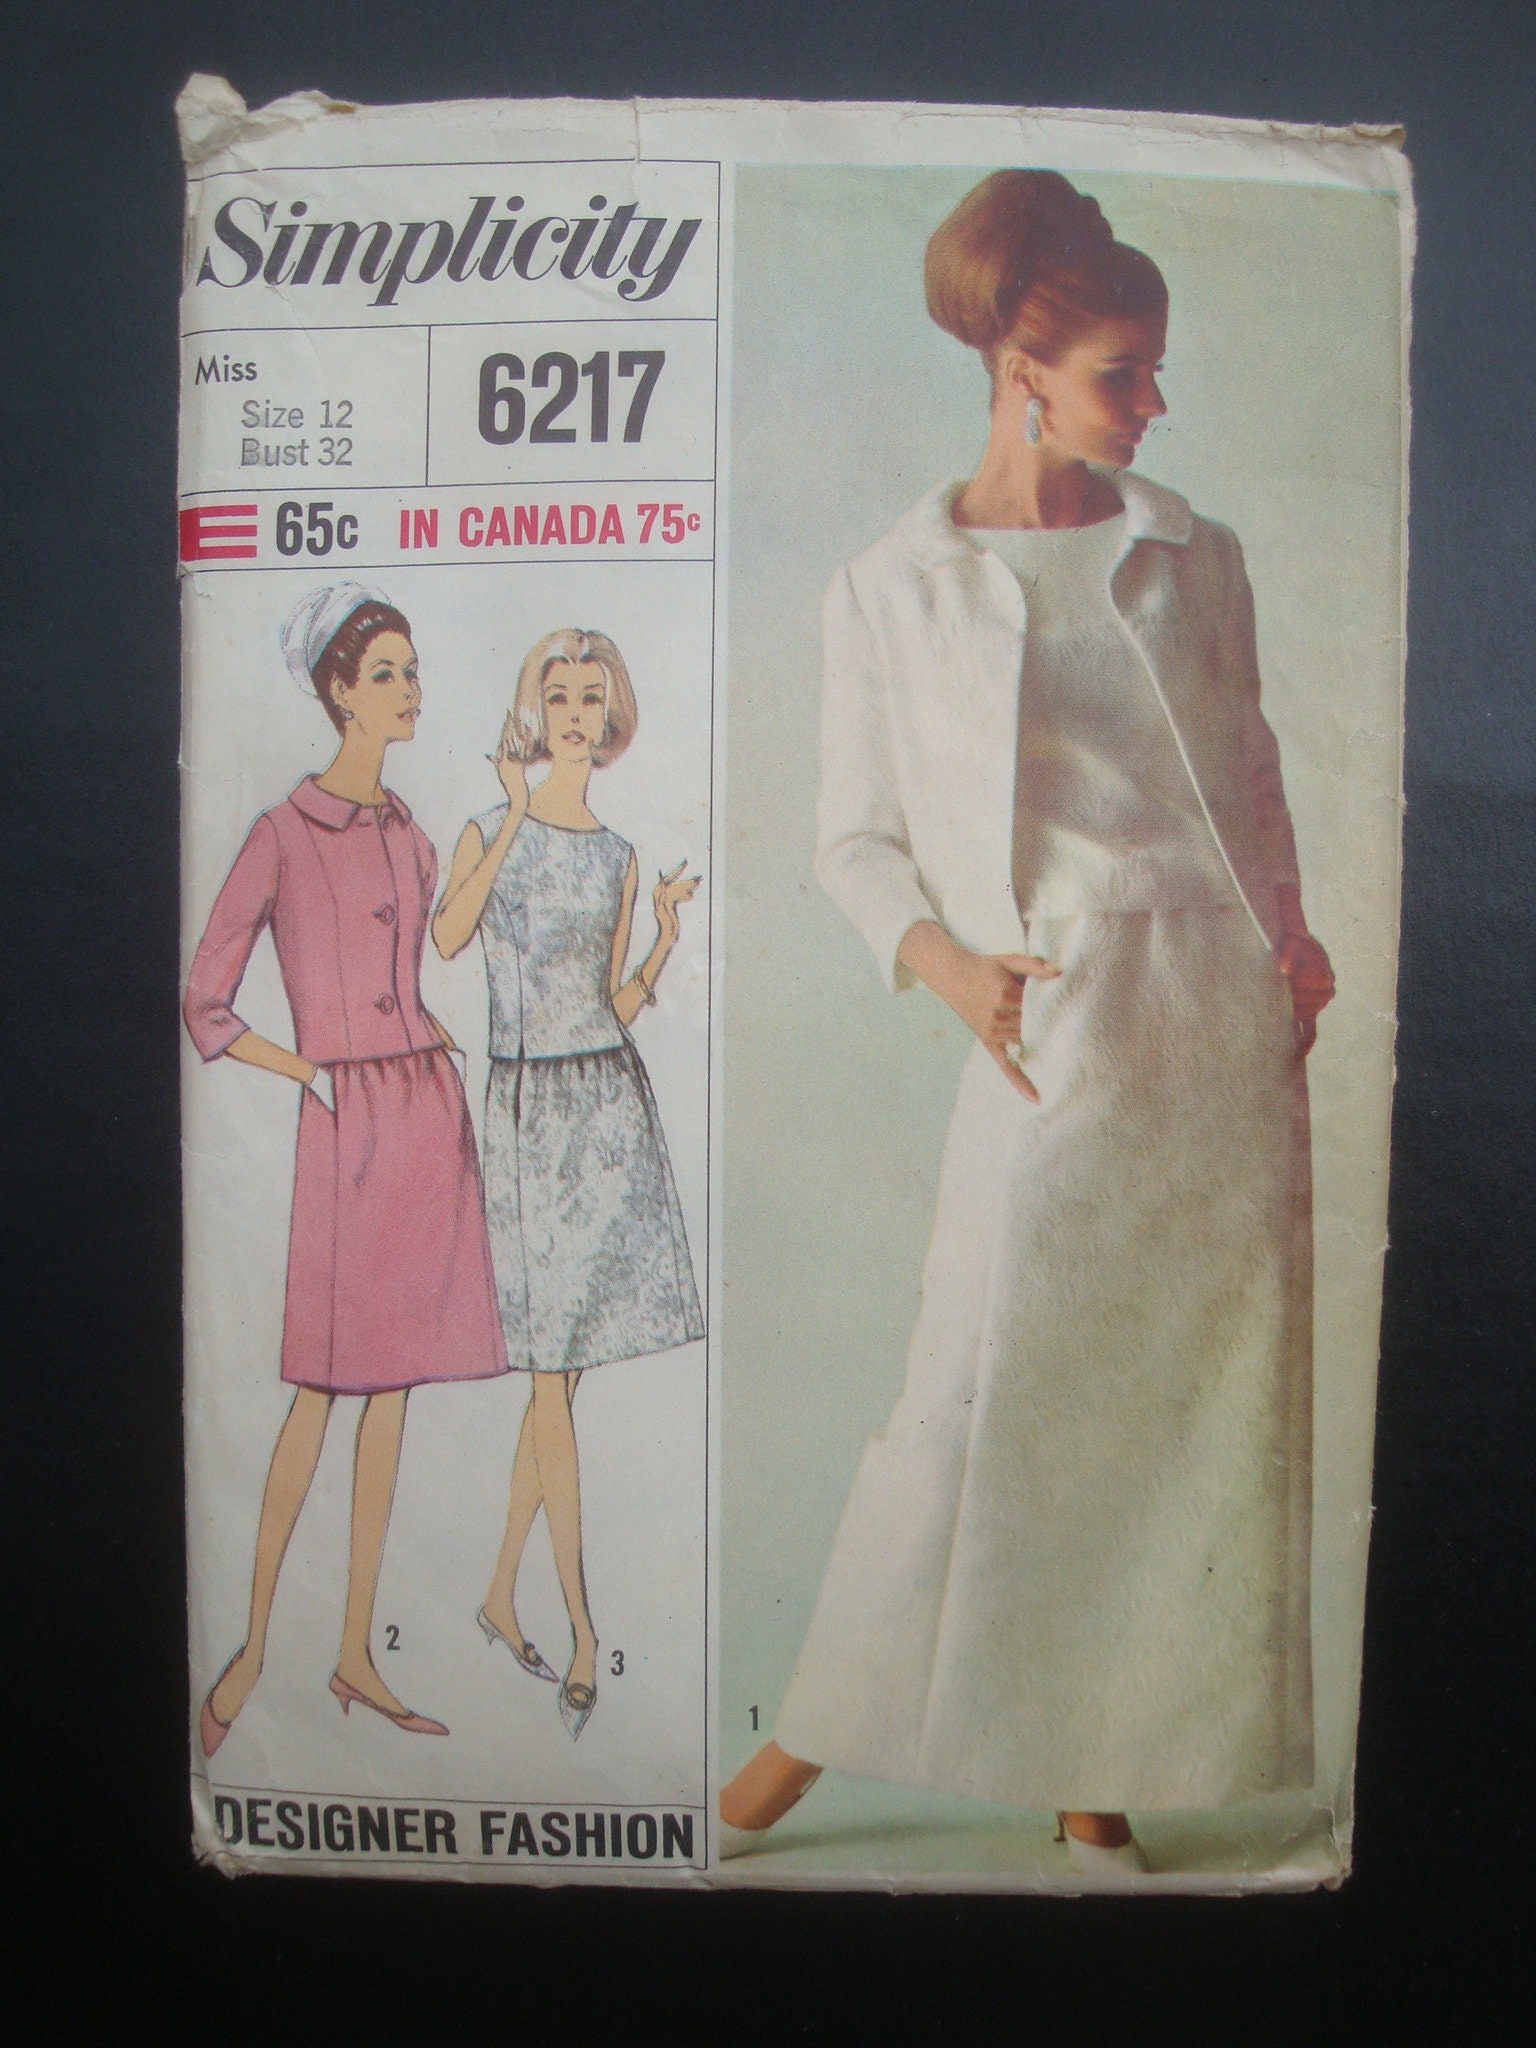 Simplicity
Miss
Size 12
Bust 32
6217
65c IN CANADA 75c
2
3
1
DESIGNER FASHION